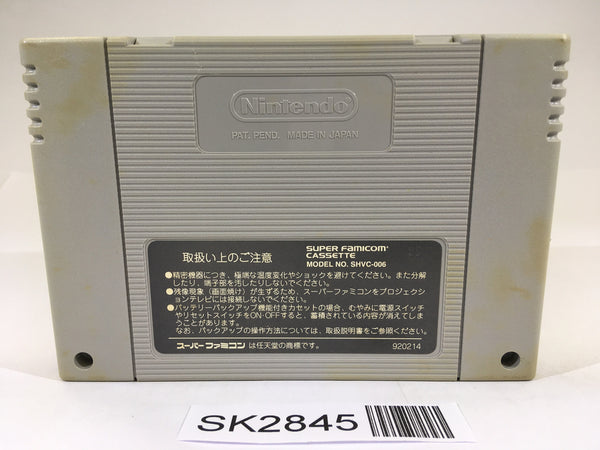 Nintendo
PAT. PEND. MADE IN JAPAN
取扱い上のご注意
SUPER FAMICOM
CASSETTE
MODEL NO. SHVC-006
●精密機器につき、極端な温度変化やショックを避けてください。また分解
したり、端子部を汚したりしないでください。
●残像現象（画面焼け）が生ずるため、スーパーファミコンをプロジェクシ
ョンテレビには接続しないでください。
●バッテリーバックアップ機能付きカセットの場合、むやみに電源スイッチ
やリセットスイッチをON-OFFすると、蓄積されている内容が消えてしま
うことがあります。
なお、バックアップの操作方法については、取扱説明書をご参照ください。
スーパーファミコンは任天堂の商標です。
920214
SK2845